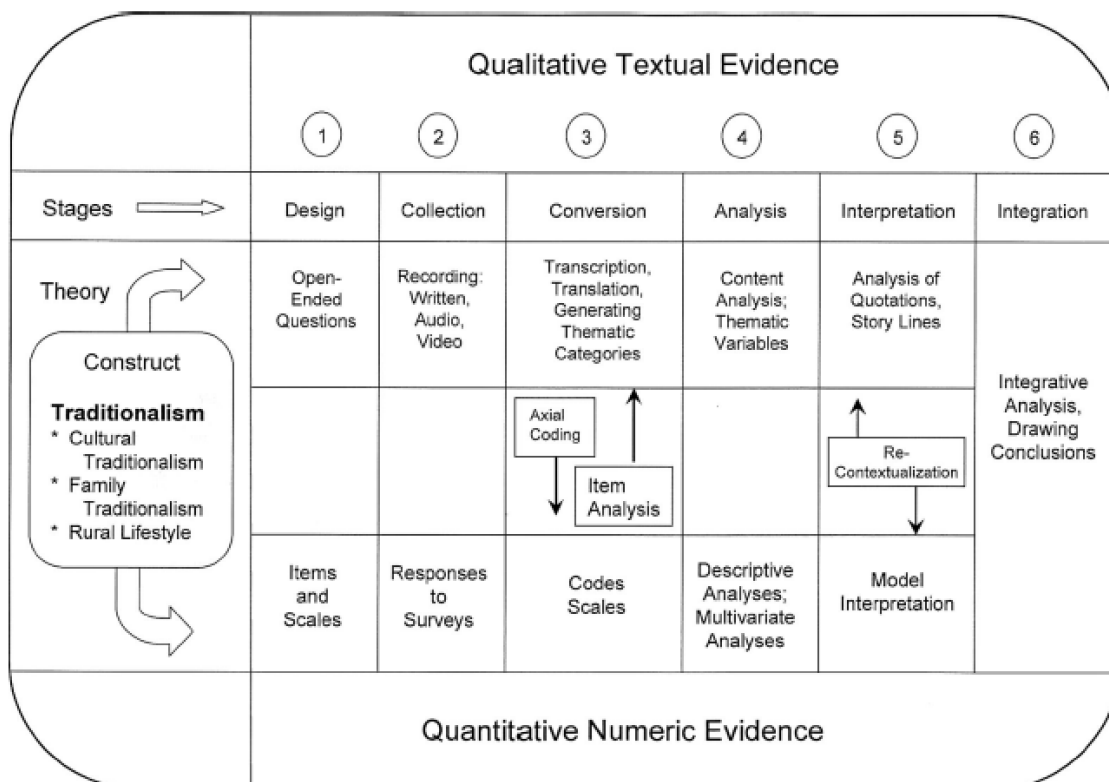 Qualitative Textual Evidence
1
2
3
4
5
6
Stages
Design
Collection
Conversion
Analysis
Interpretation
Integration
Theory
Open-
Ended
Questions
Recording:
Written,
Audio,
Video
Transcription,
Translation,
Generating
Thematic
Categories
Content
Analysis;
Thematic
Variables
Analysis of
Quotations,
Story Lines
Construct
Traditionalism
* Cultural
Traditionalism
* Family
Traditionalism
* Rural Lifestyle
Axial
Coding
Item
Analysis
Re-
Contextualization
Integrative
Analysis,
Drawing
Conclusions
Items
and
Scales
Responses
to
Surveys
Codes
Scales
Descriptive
Analyses;
Multivariate
Analyses
Model
Interpretation
Quantitative Numeric Evidence